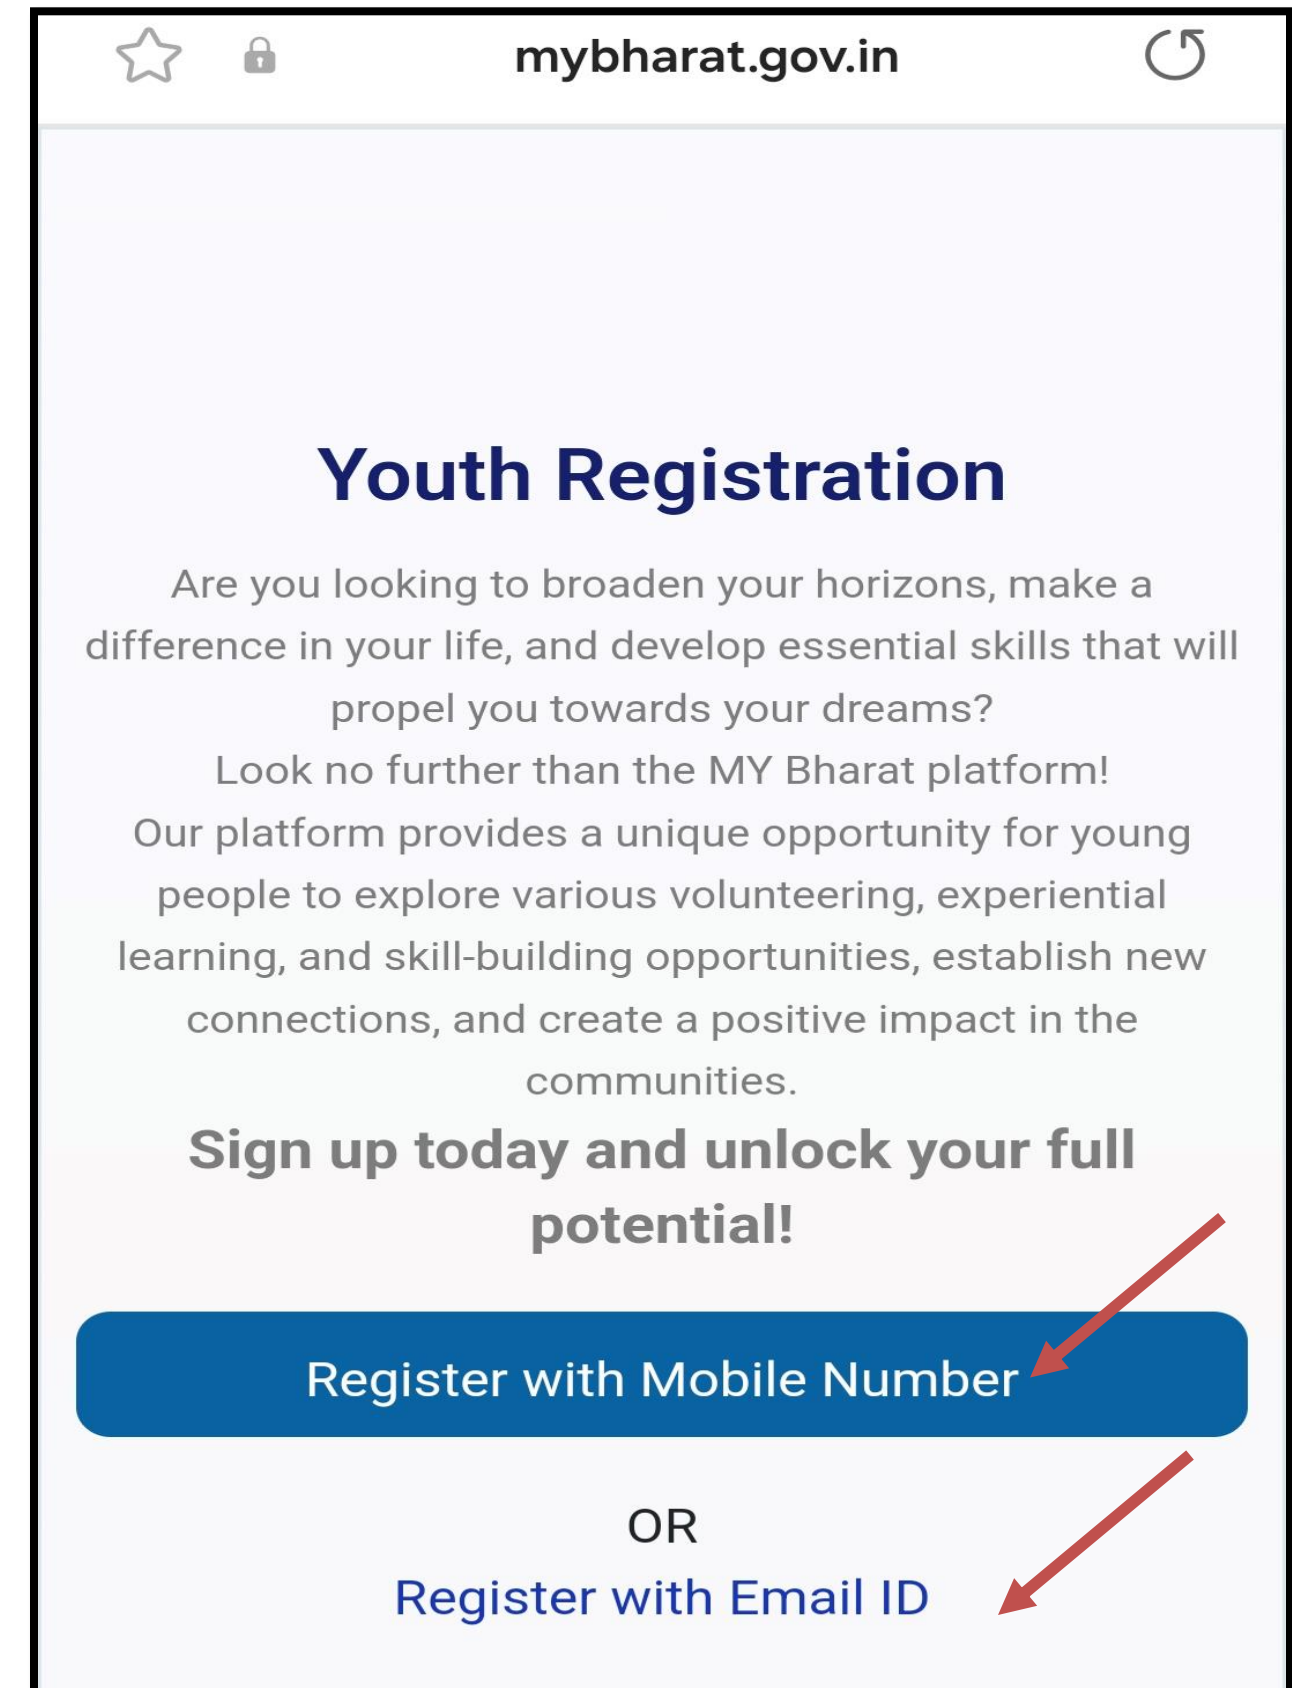 mybharat.gov.in
Youth Registration
Are you looking to broaden your horizons, make a
difference in your life, and develop essential skills that will
propel you towards your dreams?
Look no further than the MY Bharat platform!
Our platform provides a unique opportunity for young
people to explore various volunteering, experiential
learning, and skill-building opportunities, establish new
connections, and create a positive impact in the
communities.
Sign up today and unlock your full
potential!
Register with Mobile Number
OR
Register with Email ID